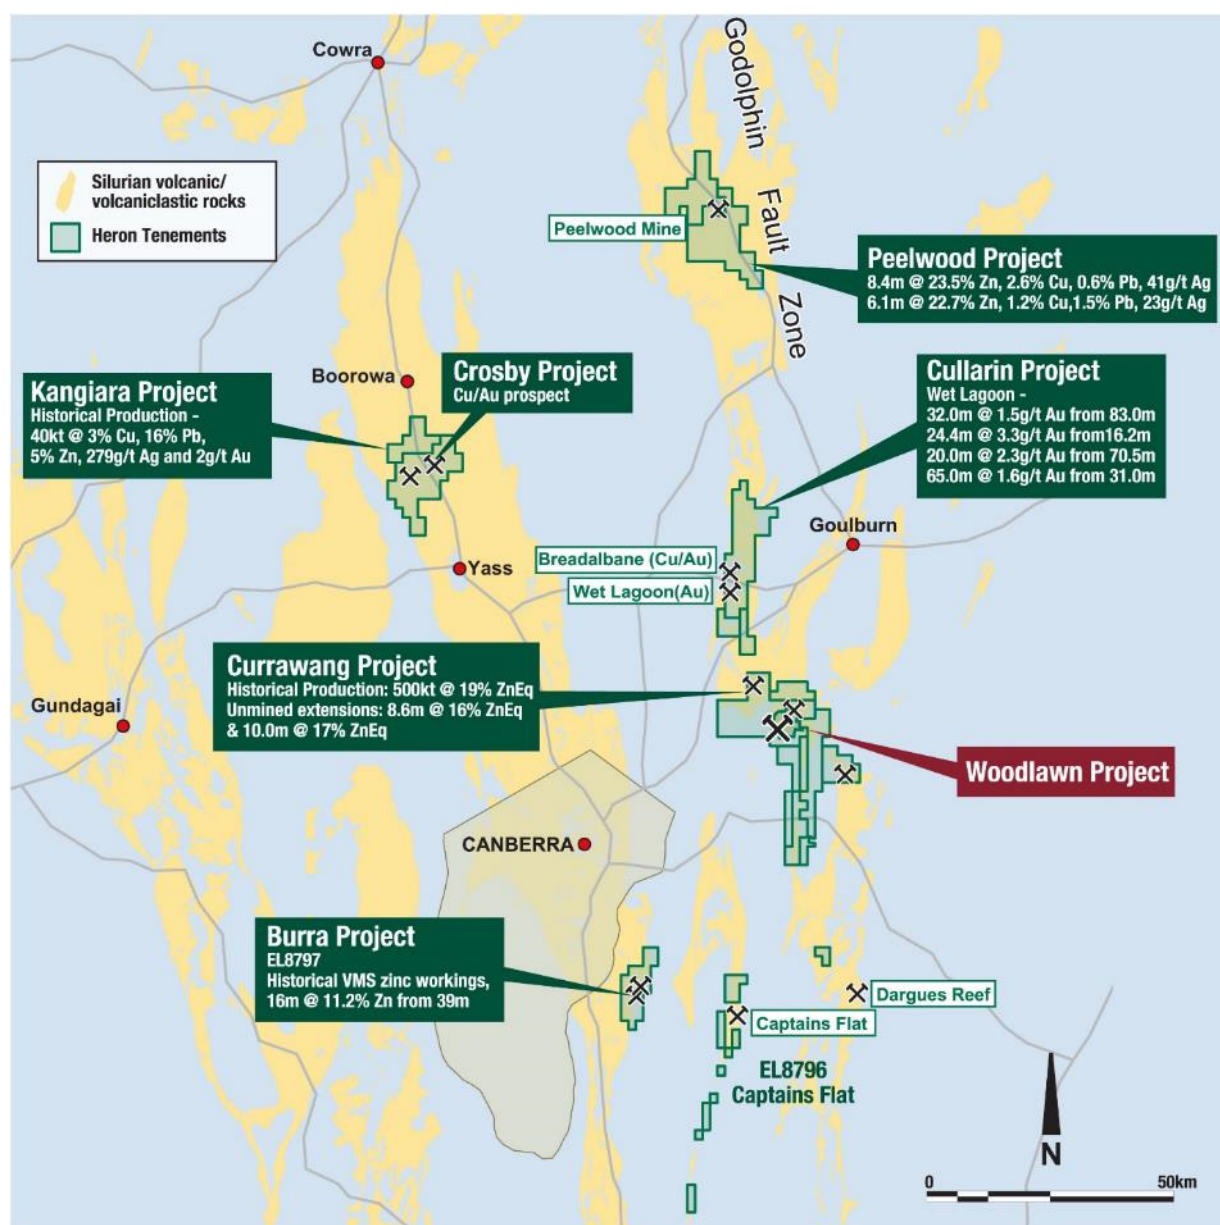 Cowra
Godolphin Fault Zone
Silurian volcanic/
volcaniclastic rocks
Heron Tenements
Peelwood Mine
Peelwood Project
8.4m @ 23.5% Zn, 2.6% Cu, 0.6% Pb, 41g/t Ag
6.1m @ 22.7% Zn, 1.2% Cu,1.5% Pb, 23g/t Ag
Boorowa
Crosby Project
Cu/Au prospect
Kangiara Project
Historical Production –
40kt @ 3% Cu, 16% Pb,
5% Zn, 279g/t Ag and 2g/t Au
Cullarin Project
Wet Lagoon –
32.0m @ 1.5g/t Au from 83.0m
24.4m @ 3.3g/t Au from16.2m
20.0m @ 2.3g/t Au from 70.5m
65.0m @ 1.6g/t Au from 31.0m
Goulburn
Breadalbane (Cu/Au)
Yass
Wet Lagoon(Au)
Currawang Project
Historical Production: 500kt @ 19% ZnEq
Unmined extensions: 8.6m @ 16% ZnEq
& 10.0m @ 17% ZnEq
Gundagai
Woodlawn Project
CANBERRA
Burra Project
EL8797
Historical VMS zinc workings,
16m @ 11.2% Zn from 39m
Dargues Reef
Captains Flat
EL8796
Captains Flat
N
0 50km